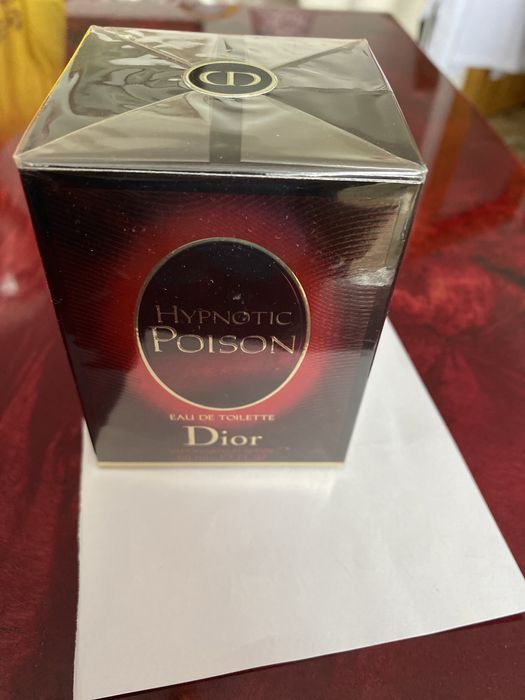 CD
HYPNOTIC
POISON
EAU DE TOILETTE
Dior